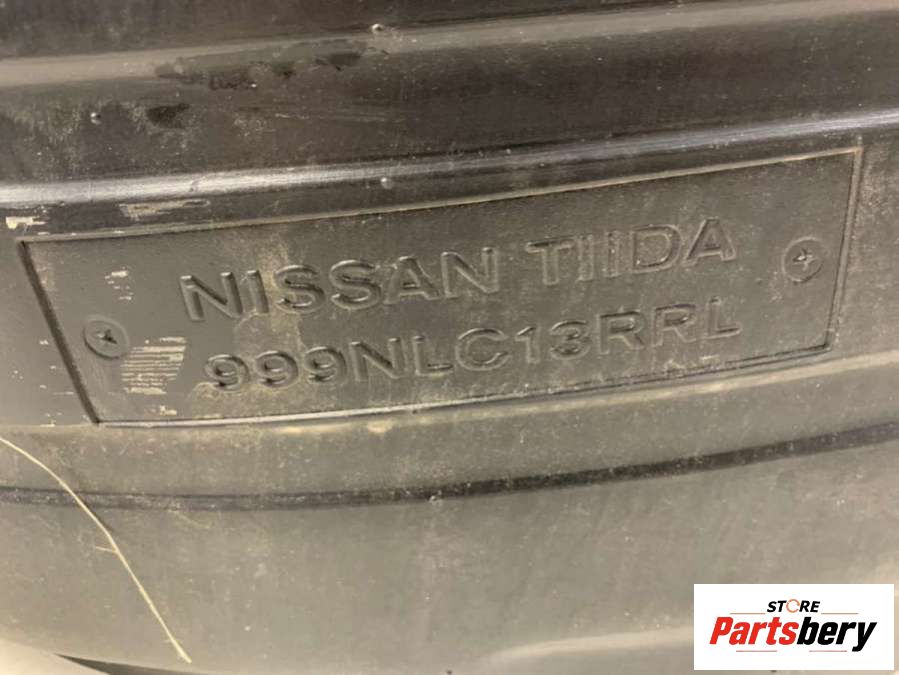 NISSAN TIIDA
999NLC13RRL
STORE
Partsbery